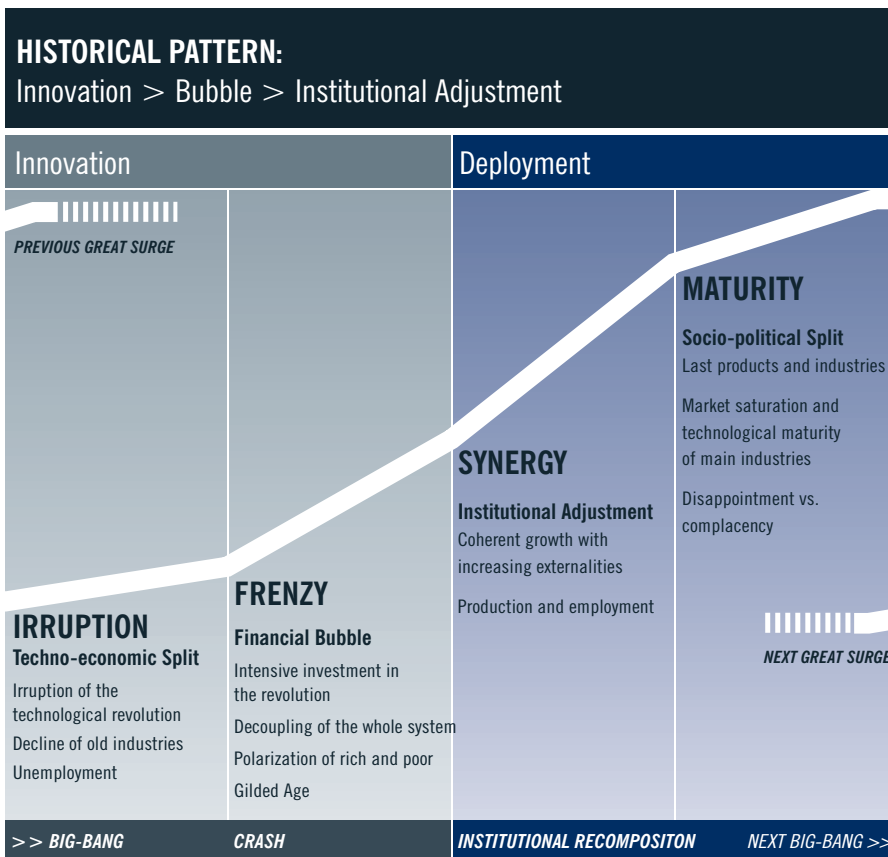 HISTORICAL PATTERN:
Innovation > Bubble > Institutional Adjustment
Innovation
Deployment
PREVIOUS GREAT SURGE
IRRUPTION
Techno-economic Split
Irruption of the
technological revolution
Decline of old industries
Unemployment
FRENZY
Financial Bubble
Intensive investment in
the revolution
Decoupling of the whole system
Polarization of rich and poor
Gilded Age
SYNERGY
Institutional Adjustment
Coherent growth with
increasing externalities
Production and employment
MATURITY
Socio-political Split
Last products and industries
Market saturation and
technological maturity
of main industries
Disappointment vs.
complacency
NEXT GREAT SURGE
>> BIG-BANG
CRASH
INSTITUTIONAL RECOMPOSITON
NEXT BIG-BANG >>